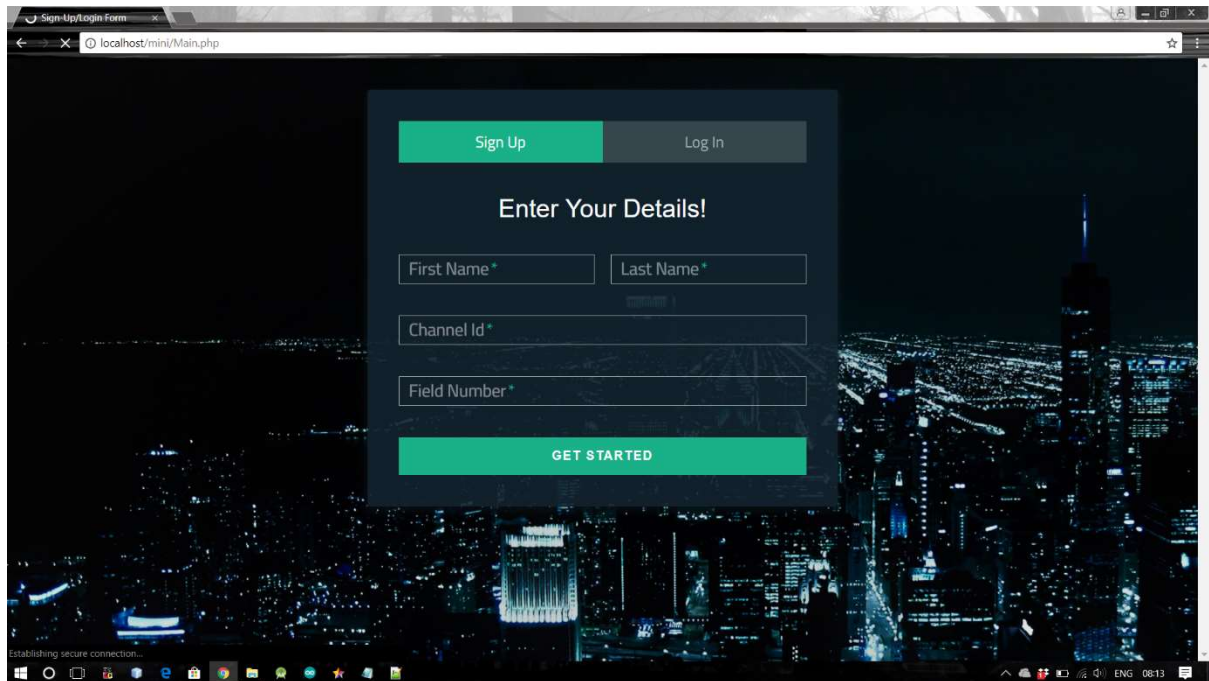 Sign-Up/Login Form
localhost/mini/Main.php
Sign Up
Log In
Enter Your Details!
First Name*
Last Name*
Channel Id*
Field Number*
GET STARTED
Establishing secure connection...
ENG 08:13